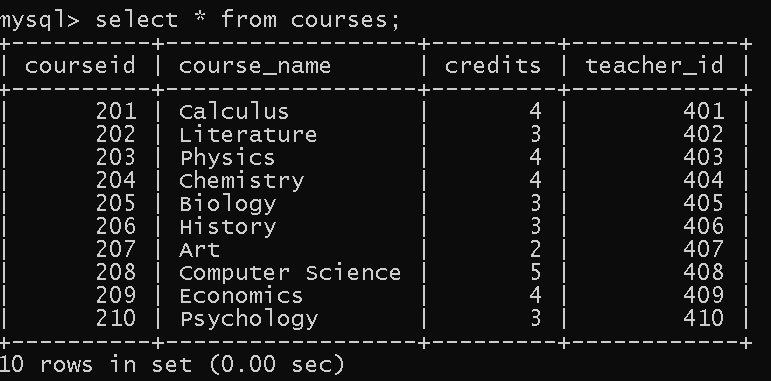 mysql> select * from courses;
+----------+------------------+---------+------------+
| courseid | course_name      | credits | teacher_id |
+----------+------------------+---------+------------+
|      201 | Calculus         |       4 |        401 |
|      202 | Literature       |       3 |        402 |
|      203 | Physics          |       4 |        403 |
|      204 | Chemistry        |       4 |        404 |
|      205 | Biology          |       3 |        405 |
|      206 | History          |       3 |        406 |
|      207 | Art              |       2 |        407 |
|      208 | Computer Science |       5 |        408 |
|      209 | Economics        |       4 |        409 |
|      210 | Psychology       |       3 |        410 |
+----------+------------------+---------+------------+
10 rows in set (0.00 sec)